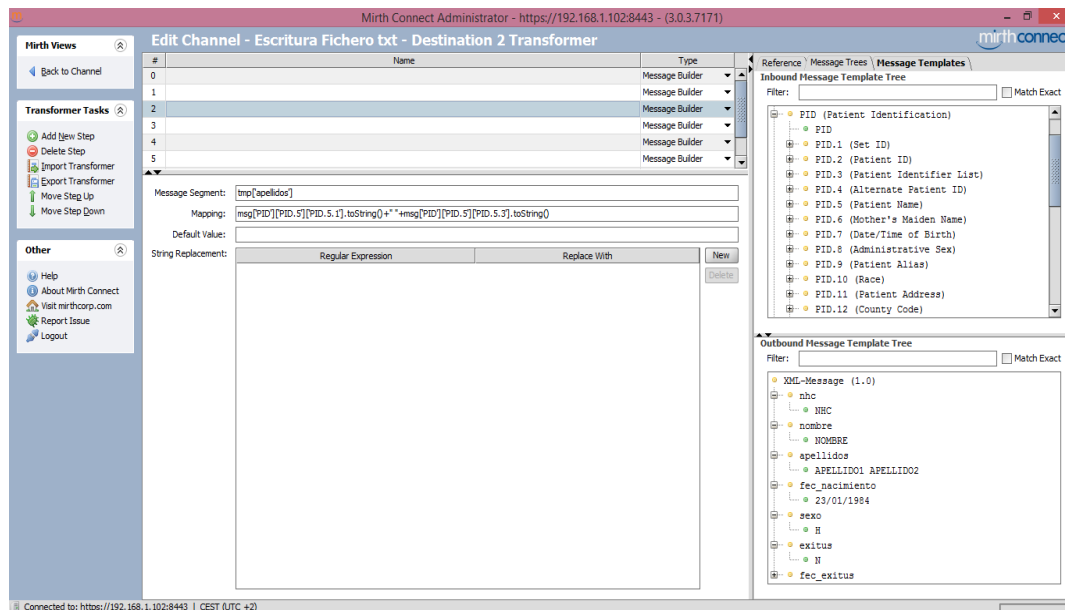 Mirth Connect Administrator - https://192.168.1.102:8443 - (3.0.3.7171)
Mirth Views
Back to Channel
Transformer Tasks
Add New Step
Delete Step
Import Transformer
Export Transformer
Move Step Up
Move Step Down
Other
Help
About Mirth Connect
Visit mirthcorp.com
Report Issue
Logout
Edit Channel - Escritura Fichero txt - Destination 2 Transformer
mirth connec
# Name Type
0 Message Builder
1 Message Builder
2 Message Builder
3 Message Builder
4 Message Builder
5 Message Builder
Message Segment: tmp['apellidos']
Mapping: msg['PID']['PID.5']['PID.5.1'].toString()+" "+msg['PID']['PID.5']['PID.5.3'].toString()
Default Value:
String Replacement: Regular Expression Replace With New
Delete
Reference Message Trees Message Templates
Inbound Message Template Tree
Filter: Match Exact
PID (Patient Identification)
PID
PID.1 (Set ID)
PID.2 (Patient ID)
PID.3 (Patient Identifier List)
PID.4 (Alternate Patient ID)
PID.5 (Patient Name)
PID.6 (Mother's Maiden Name)
PID.7 (Date/Time of Birth)
PID.8 (Administrative Sex)
PID.9 (Patient Alias)
PID.10 (Race)
PID.11 (Patient Address)
PID.12 (County Code)
Outbound Message Template Tree
Filter: Match Exact
XML-Message (1.0)
nhc
NHC
nombre
NOMBRE
apellidos
APELLIDO1 APELLIDO2
fec_nacimiento
23/01/1984
sexo
H
exitus
N
fec_exitus
Connected to: https://192.168.1.102:8443 | CEST (UTC +2)